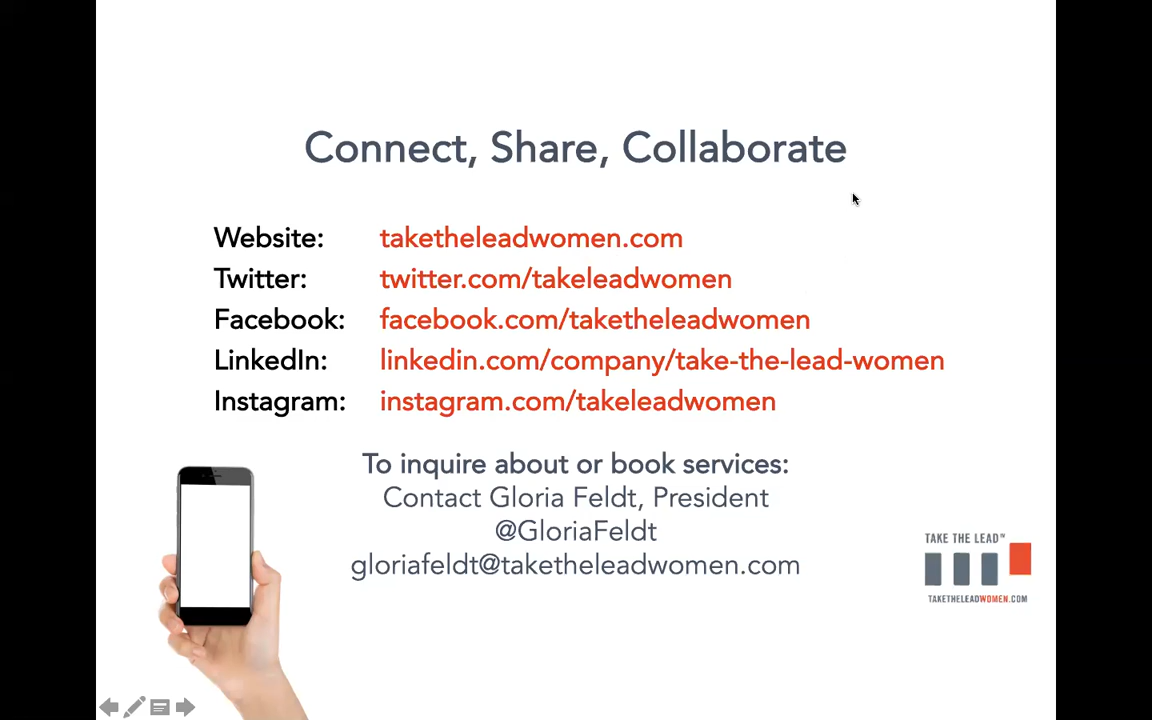 Connect, Share, Collaborate
Website: taketheleadwomen.com
Twitter: twitter.com/takeleadwomen
Facebook: facebook.com/taketheleadwomen
LinkedIn: linkedin.com/company/take-the-lead-women
Instagram: instagram.com/takeleadwomen
To inquire about or book services:
Contact Gloria Feldt, President
@GloriaFeldt
gloriafeldt@taketheleadwomen.com
TAKE THE LEAD™
TAKETHELEADWOMEN.COM